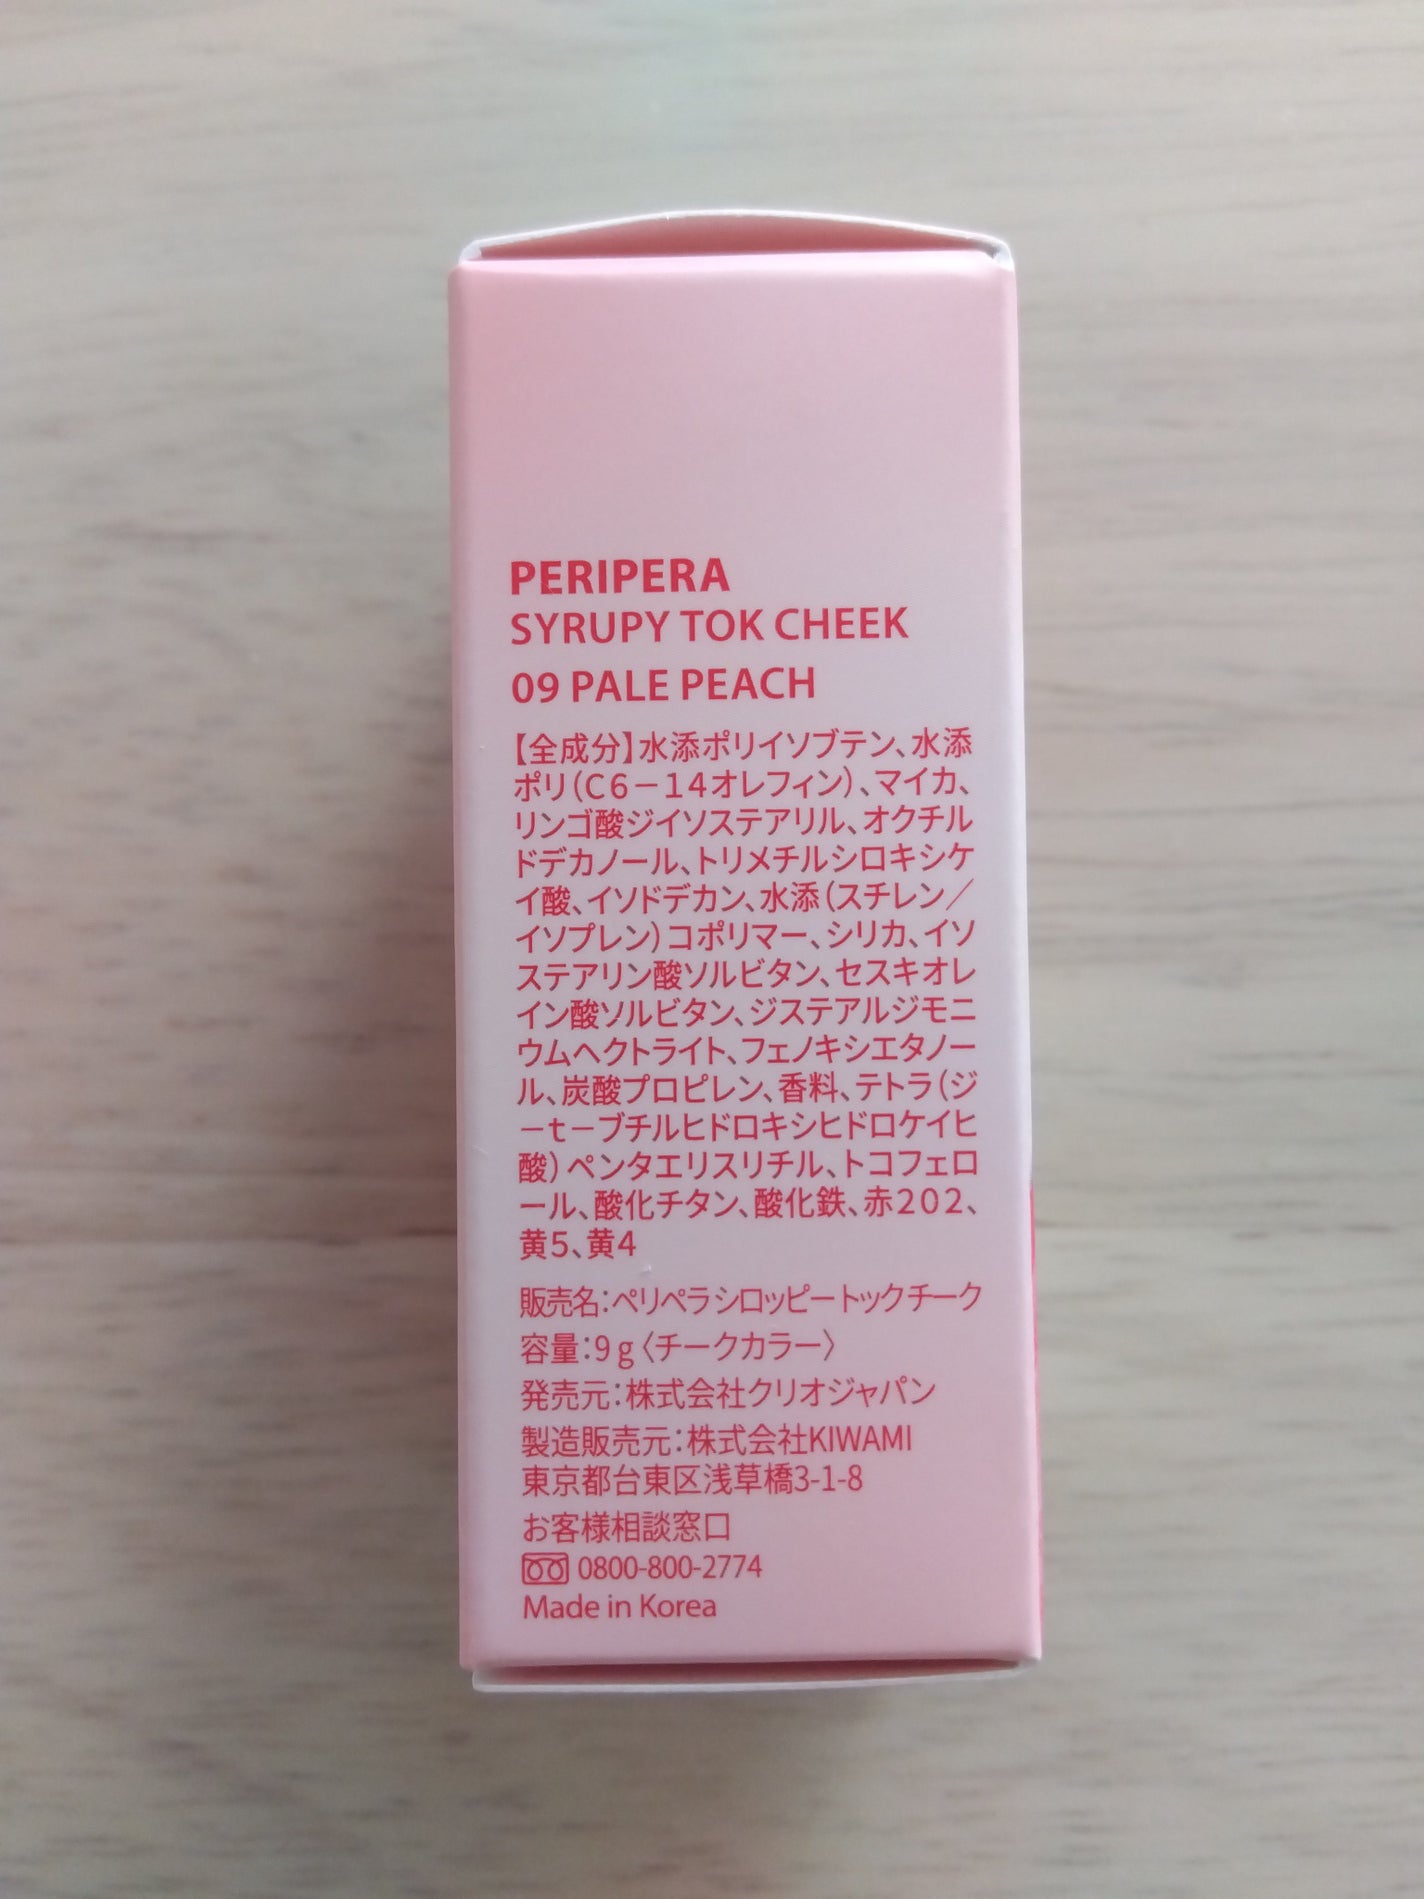 PERIPERA
SYRUPY TOK CHEEK
09 PALE PEACH
【全成分】水添ポリイソブテン、水添
ポリ(C6－14オレフィン)、マイカ、
リンゴ酸ジイソステアリル、オクチル
ドデカノール、トリメチルシロキシケ
イ酸、イソドデカン、水添(スチレン／
イソプレン)コポリマー、シリカ、イソ
ステアリン酸ソルビタン、セスキオレ
イン酸ソルビタン、ジステアルジモニ
ウムヘクトライト、フェノキシエタノー
ル、炭酸プロピレン、香料、テトラ(ジ
－t－ブチルヒドロキシヒドロケイヒ
酸)ペンタエリスリチル、トコフェロ
ール、酸化チタン、酸化鉄、赤202、
黄5、黄4
販売名：ペリペラシロッピートックチーク
容量：9g〈チークカラー〉
発売元：株式会社クリオジャパン
製造販売元：株式会社KIWAMI
東京都台東区浅草橋3-1-8
お客様相談窓口
0800-800-2774
Made in Korea